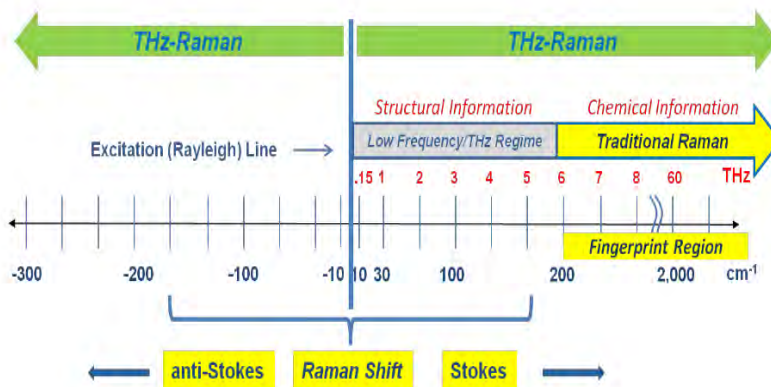 THz-Raman THz-Raman
Structural Information Chemical Information
Excitation (Rayleigh) Line Low Frequency/THz Regime Traditional Raman
.15 1 2 3 4 5 6 7 8 60 THz
Fingerprint Region
-300 -200 -100 -10 10 30 100 200 2,000 cm⁻¹
anti-Stokes Raman Shift Stokes